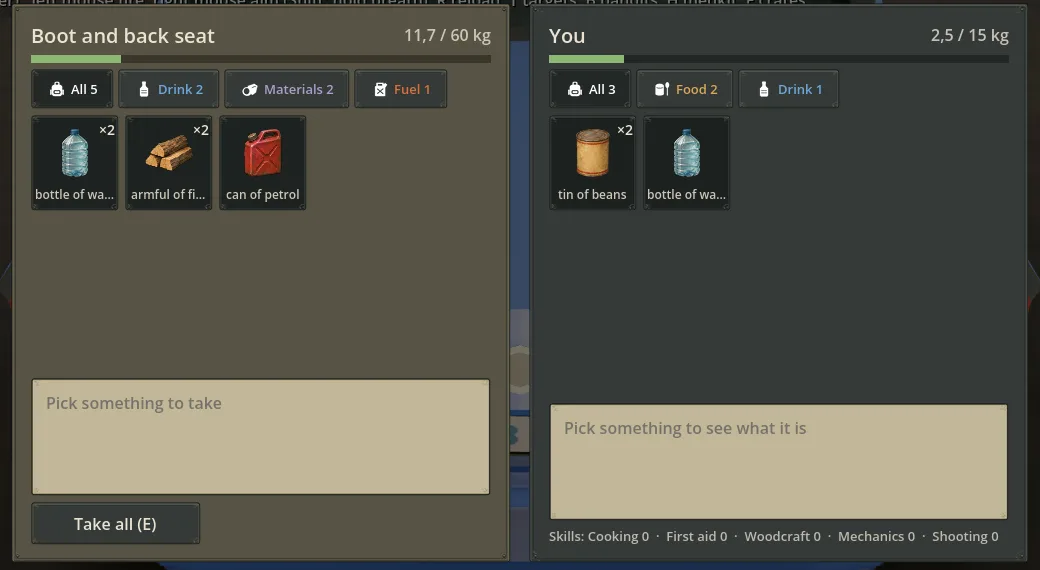 Boot and back seat
11,7 / 60 kg
All 5
Drink 2
Materials 2
Fuel 1
×2
bottle of wa...
×2
armful of fi...
can of petrol
Pick something to take
Take all (E)
You
2,5 / 15 kg
All 3
Food 2
Drink 1
×2
tin of beans
bottle of wa...
Pick something to see what it is
Skills: Cooking 0 · First aid 0 · Woodcraft 0 · Mechanics 0 · Shooting 0